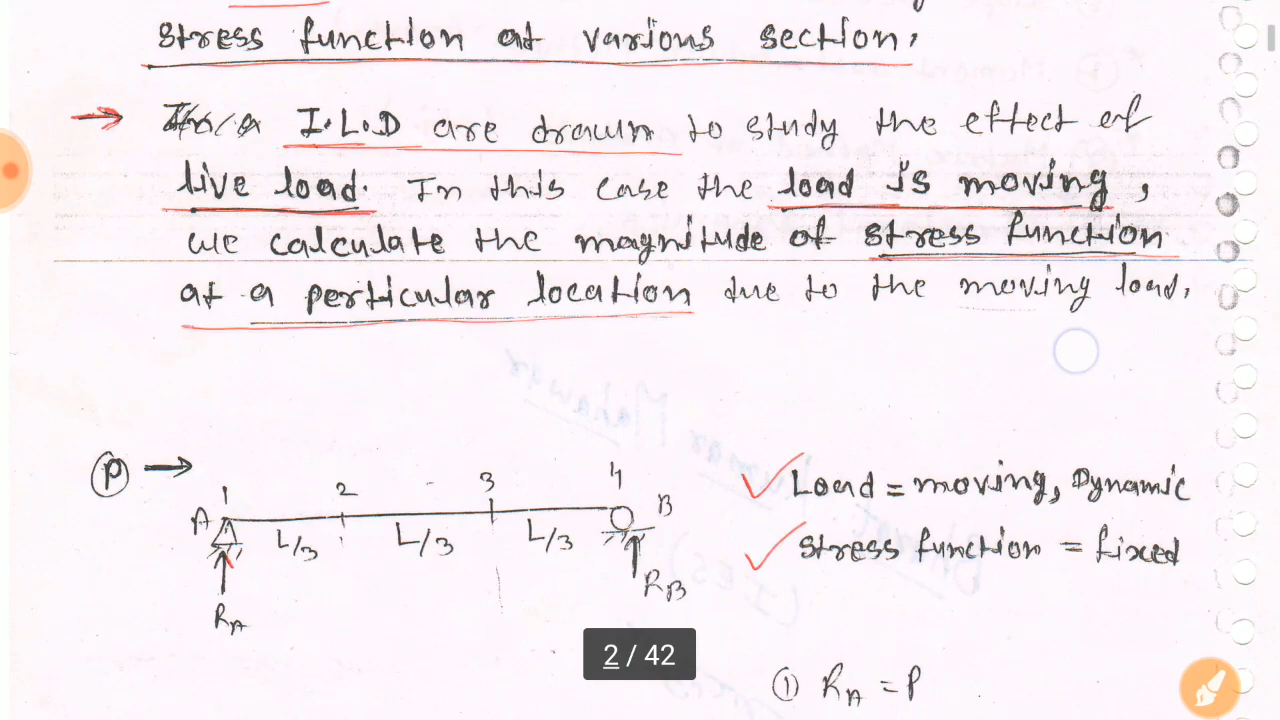 stress function at various section.
→ I.L.D are drawn to study the effect of
live load. In this case the load is moving,
we calculate the magnitude of stress function
at a perticular location due to the moving load.
P →
1 2 3 4
A B
L/3 L/3 L/3
RA RB
✓ Load = moving, Dynamic
✓ stress function = fixed
2 / 42
① RA = P